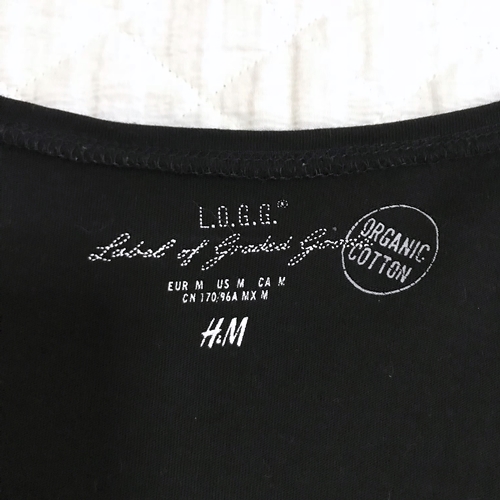 L.O.G.G.®
Label of Graded Goods
ORGANIC
COTTON
EUR M US M CA M
CN 170/96A MX M
H&M